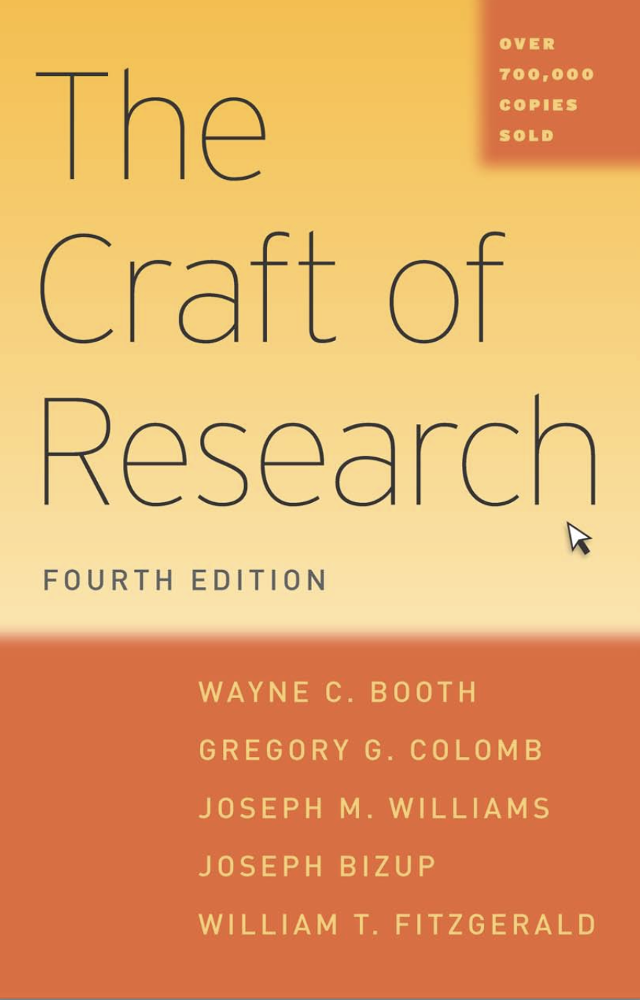 OVER
700,000
COPIES
SOLD
The
Craft of
Research
FOURTH EDITION
WAYNE C. BOOTH
GREGORY G. COLOMB
JOSEPH M. WILLIAMS
JOSEPH BIZUP
WILLIAM T. FITZGERALD